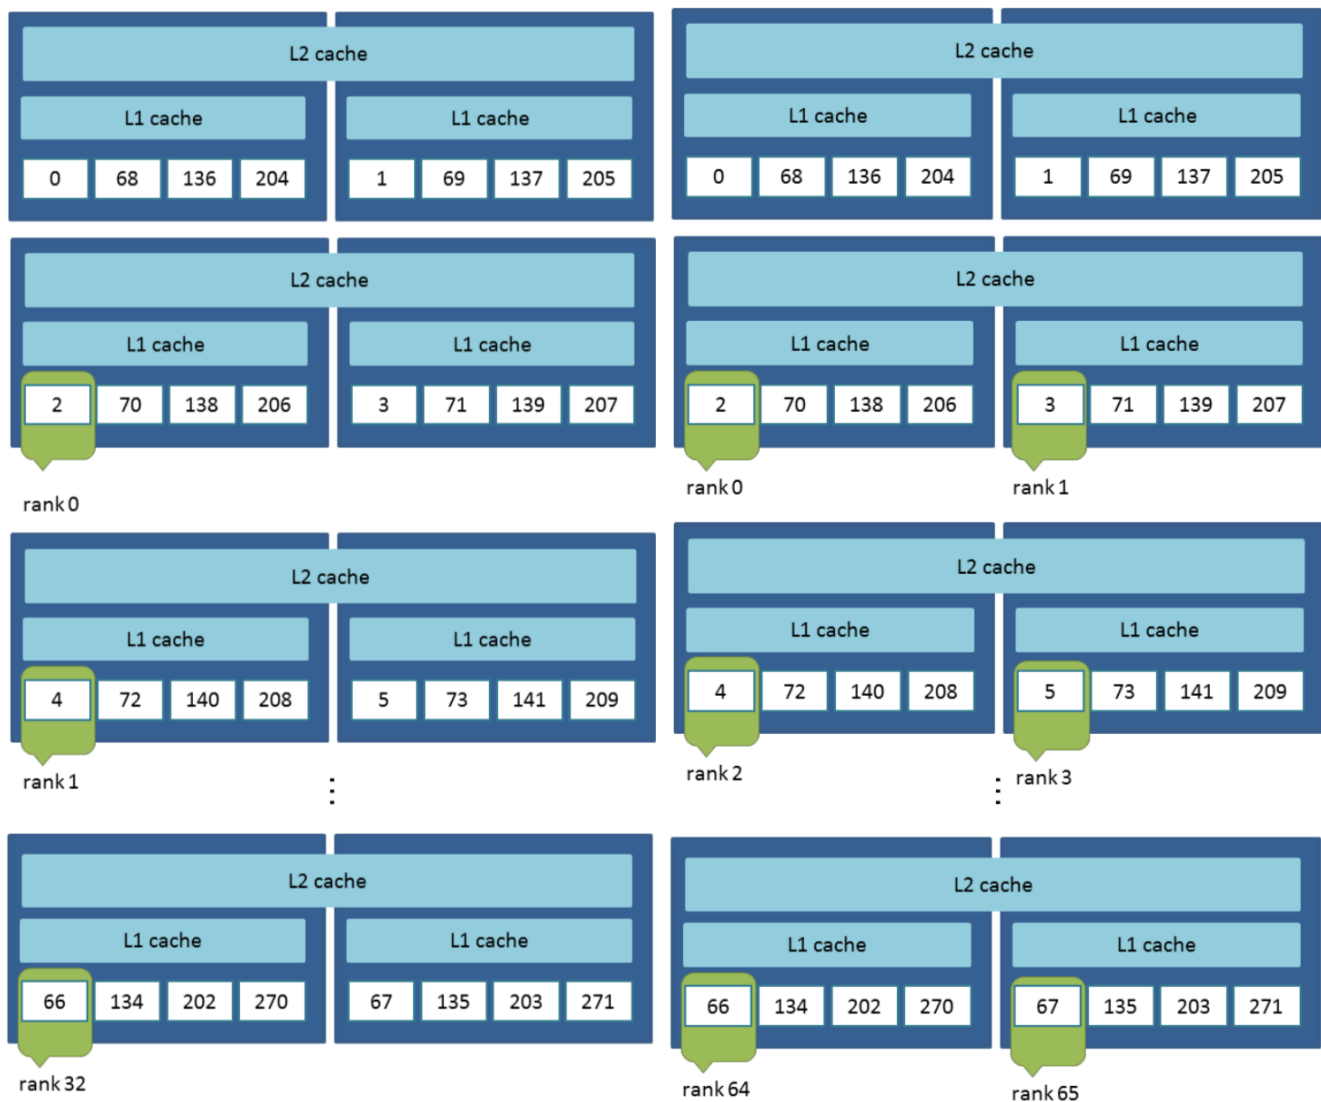 L2 cache
L1 cache L1 cache
0 68 136 204 1 69 137 205
L2 cache
L1 cache L1 cache
2 70 138 206 3 71 139 207
rank 0
L2 cache
L1 cache L1 cache
4 72 140 208 5 73 141 209
rank 1
⋮
L2 cache
L1 cache L1 cache
66 134 202 270 67 135 203 271
rank 32
L2 cache
L1 cache L1 cache
0 68 136 204 1 69 137 205
L2 cache
L1 cache L1 cache
2 70 138 206 3 71 139 207
rank 0 rank 1
L2 cache
L1 cache L1 cache
4 72 140 208 5 73 141 209
rank 2 rank 3
⋮
L2 cache
L1 cache L1 cache
66 134 202 270 67 135 203 271
rank 64 rank 65